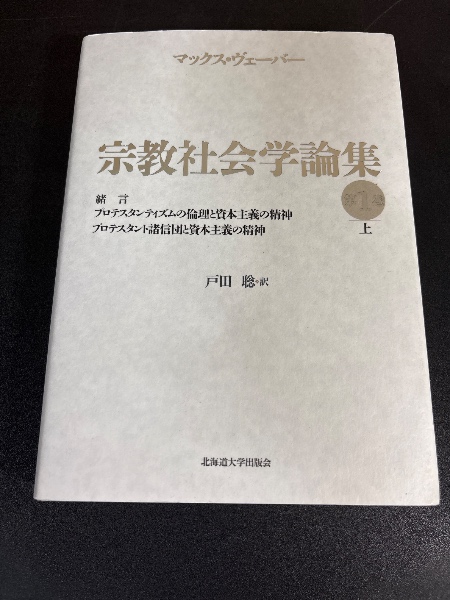 マックス・ヴェーバー
宗教社会学論集
第1巻
上
緒言
プロテスタンティズムの倫理と資本主義の精神
プロテスタント諸信団と資本主義の精神
戸田 聡・訳
北海道大学出版会